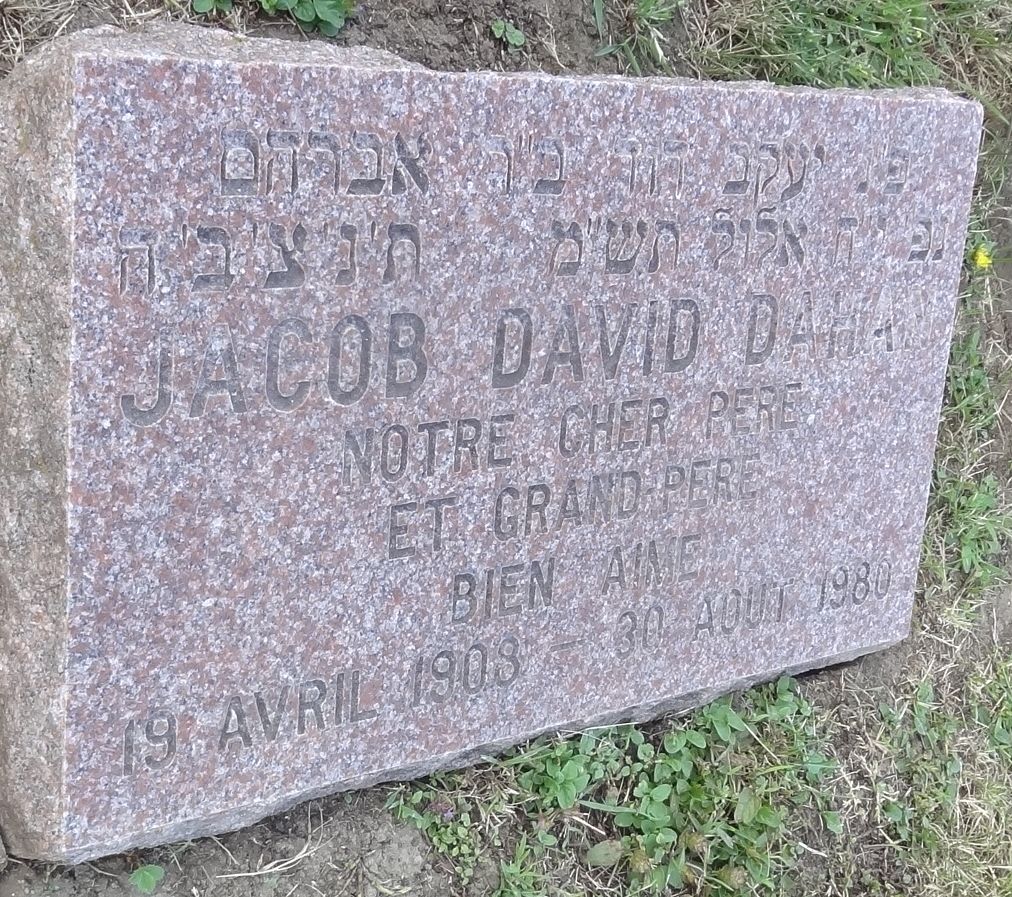 פ׳נ יעקב דוד ב״ר אברהם
נפ׳ י״ח אלול תש״מ ת׳נ׳צ׳ב׳ה
JACOB DAVID DAHAN
NOTRE CHER PERE
ET GRAND-PERE
BIEN AIME
19 AVRIL 1908 — 30 AOUT 1980